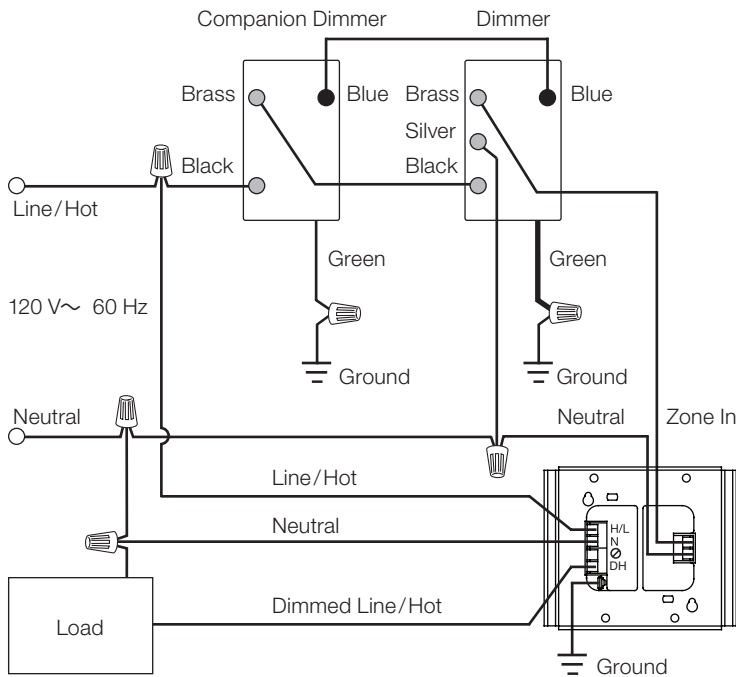 Companion Dimmer
Dimmer
Brass
Blue
Brass
Blue
Silver
Black
Black
Line/Hot
Green
Green
120 V~ 60 Hz
Ground
Ground
Neutral
Neutral
Zone In
Line/Hot
Neutral
H/L
N
DH
Dimmed Line/Hot
Load
Ground